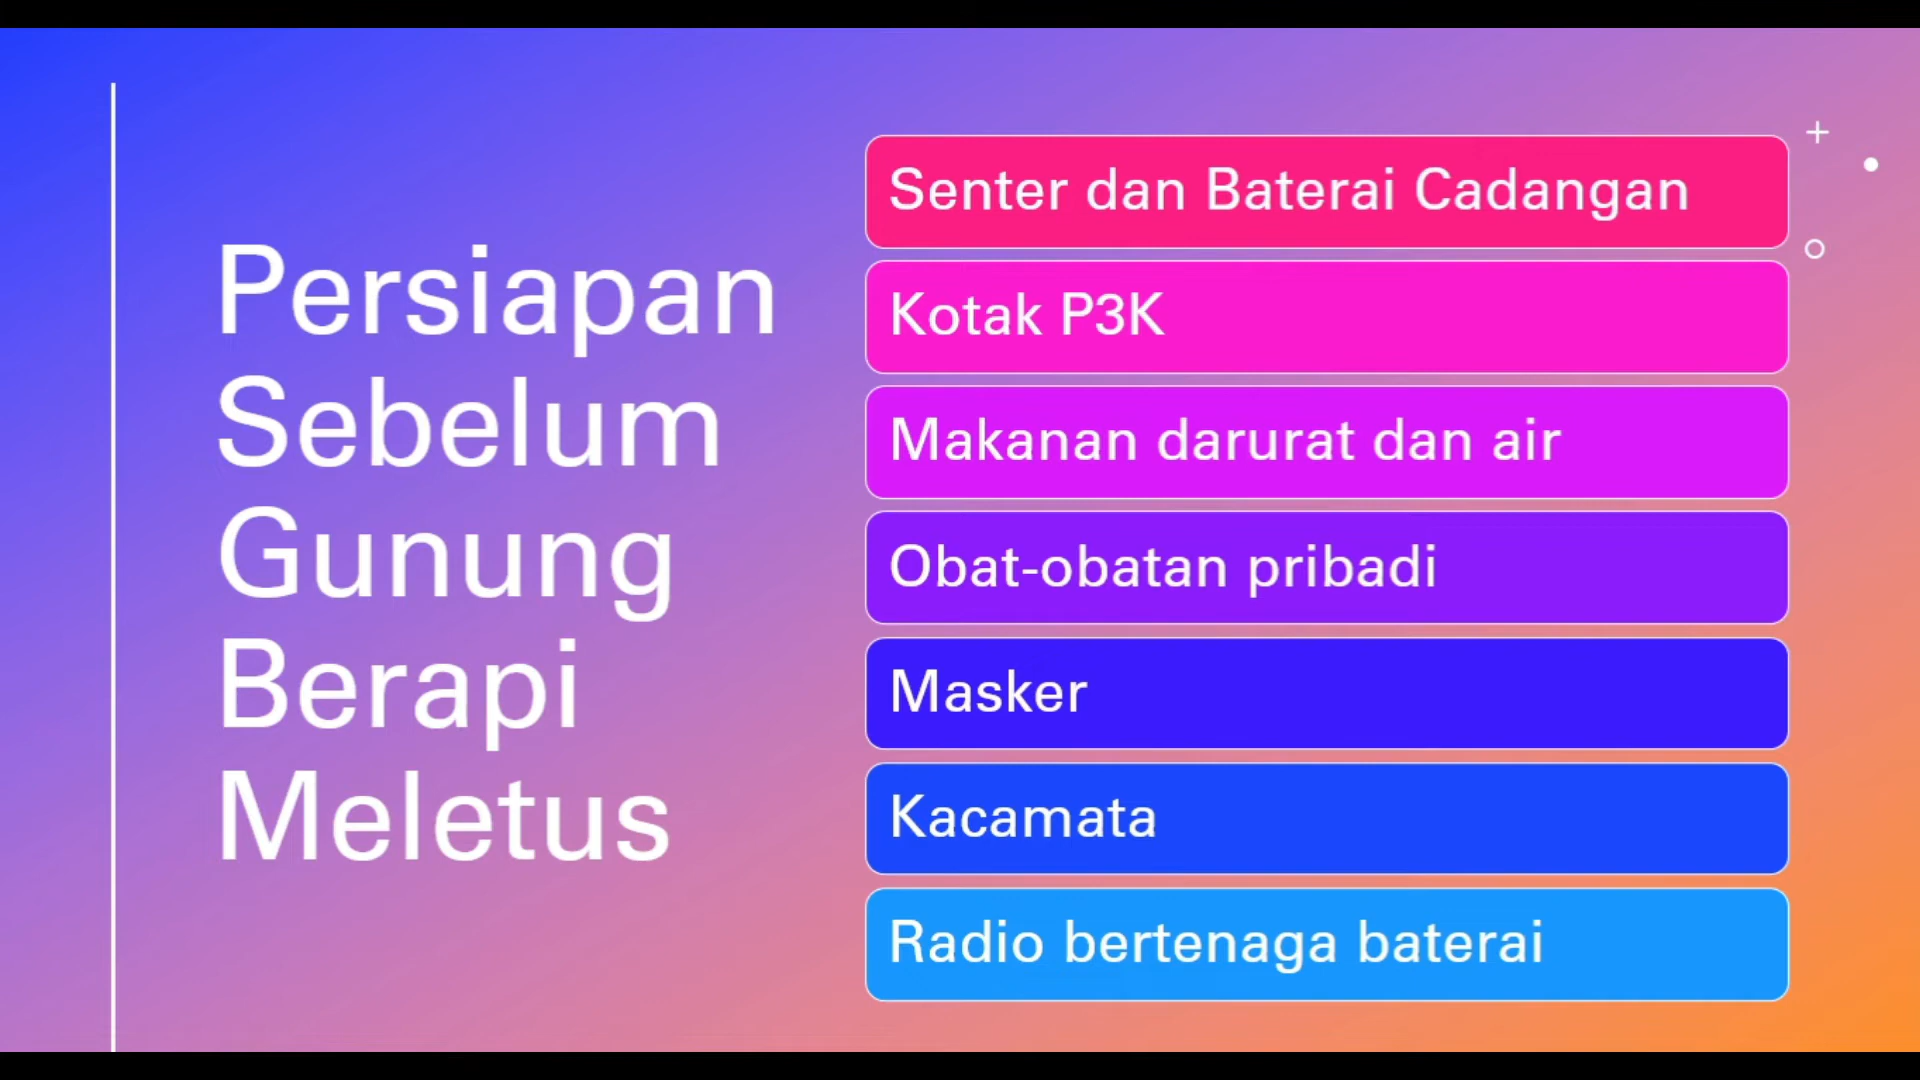 Persiapan
Sebelum
Gunung
Berapi
Meletus
Senter dan Baterai Cadangan
Kotak P3K
Makanan darurat dan air
Obat-obatan pribadi
Masker
Kacamata
Radio bertenaga baterai